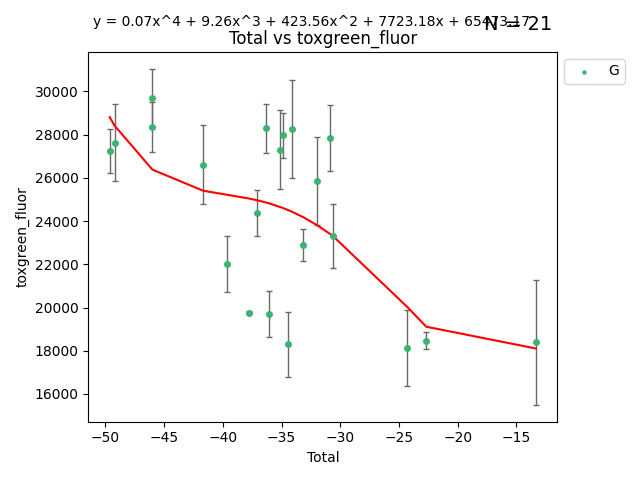 y = 0.07x^4 + 9.26x^3 + 423.56x^2 + 7723.18x +
N = 21
Total vs toxgreen_fluor
G
toxgreen_fluor
30000
28000
26000
24000
22000
20000
18000
16000
−50
−45
−40
−35
−30
−25
−20
−15
Total